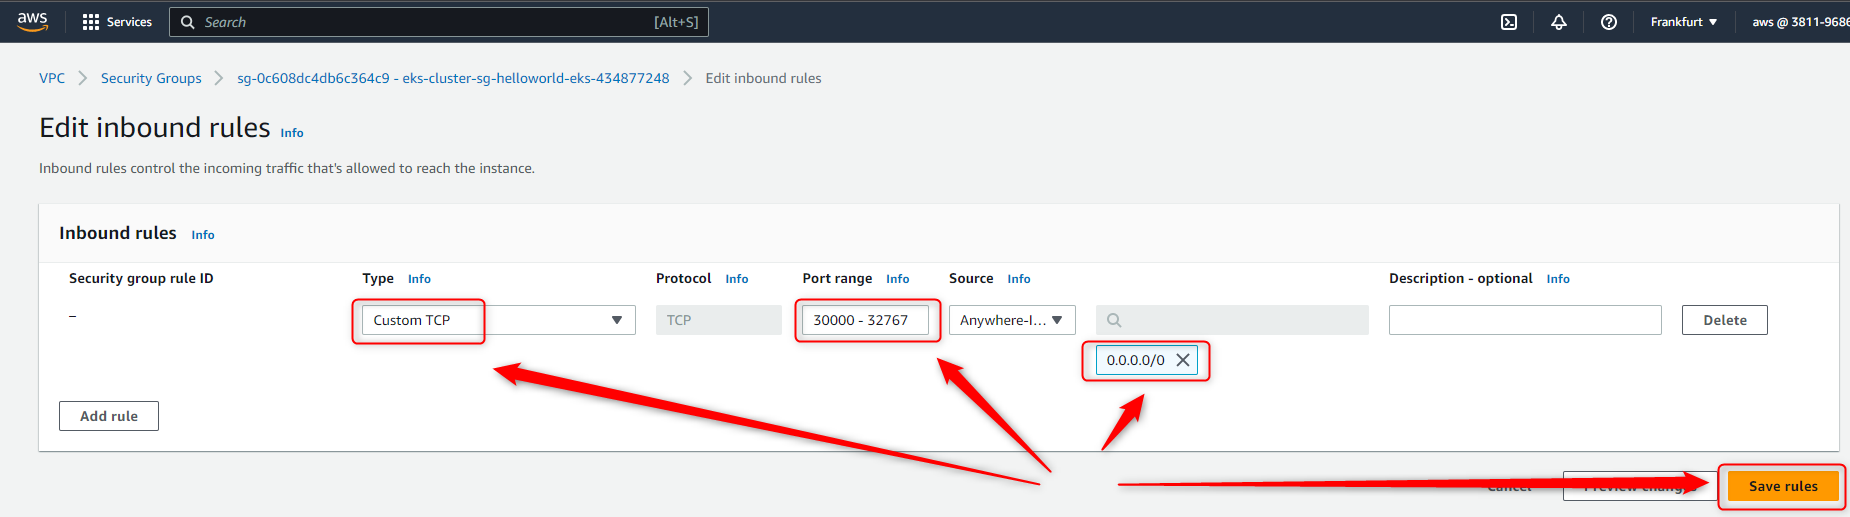 aws Services Search [Alt+S] Frankfurt aws @ 3811-9686
VPC Security Groups sg-0c608dc4db6c364c9 - eks-cluster-sg-helloworld-eks-434877248 Edit inbound rules
Edit inbound rules Info
Inbound rules control the incoming traffic that's allowed to reach the instance.
Inbound rules Info
Security group rule ID Type Info Protocol Info Port range Info Source Info Description - optional Info
– Custom TCP TCP 30000 - 32767 Anywhere-I... Delete
0.0.0.0/0
Add rule
Cancel Preview changes Save rules